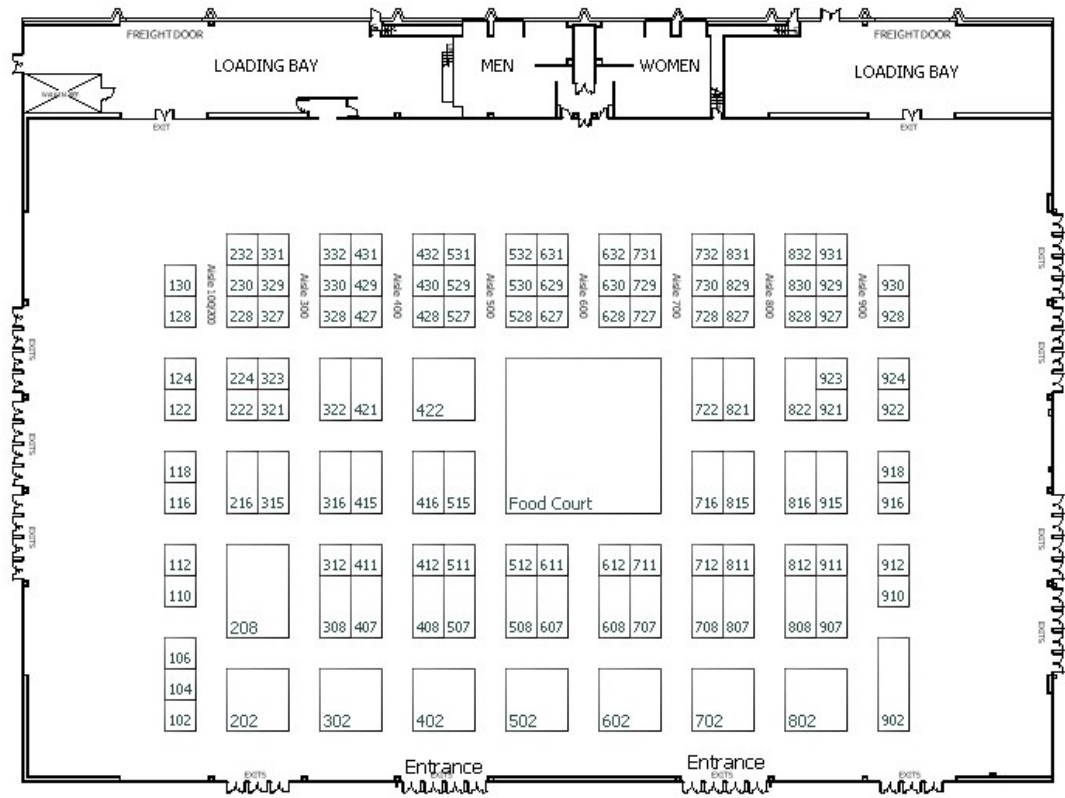 FREIGHT DOOR FREIGHT DOOR
LOADING BAY MEN WOMEN LOADING BAY
EXIT EXIT
232 331 332 431 432 531 532 631 632 731 732 831 832 931
130 230 329 330 429 430 529 530 629 630 729 730 829 830 929 930
128 228 327 328 427 428 527 528 627 628 727 728 827 828 927 928
Aisle 100/200 Aisle 300 Aisle 400 Aisle 500 Aisle 600 Aisle 700 Aisle 800 Aisle 900
EXITS EXITS
EXITS EXITS
124 224 323 923 924
122 222 321 322 421 422 722 821 822 921 922
EXITS
118 918
116 216 315 316 415 416 515 Food Court 716 815 816 915 916
EXITS EXITS
112 312 411 412 511 512 611 612 711 712 811 812 911 912
110 910
208 308 407 408 507 508 607 608 707 708 807 808 907
EXITS
106
104
102 202 302 402 502 602 702 802 902
Entrance Entrance
EXITS EXITS EXITS EXITS